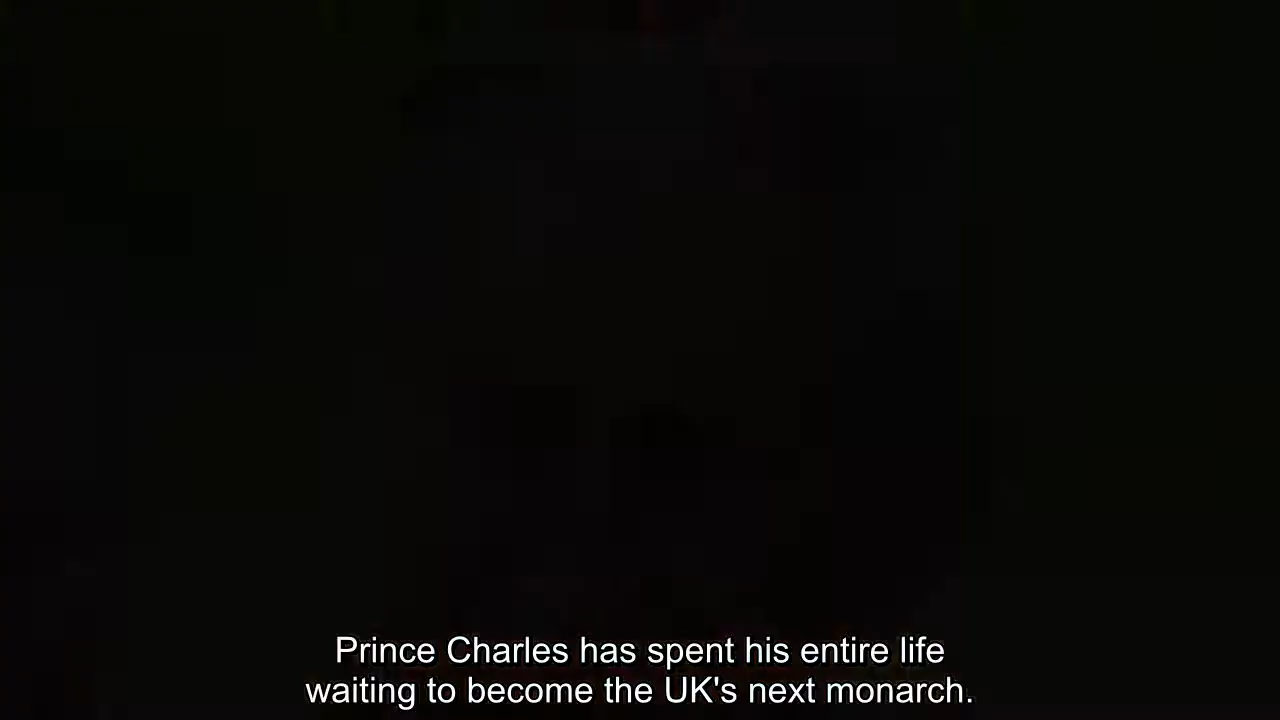 Prince Charles has spent his entire life
waiting to become the UK's next monarch.